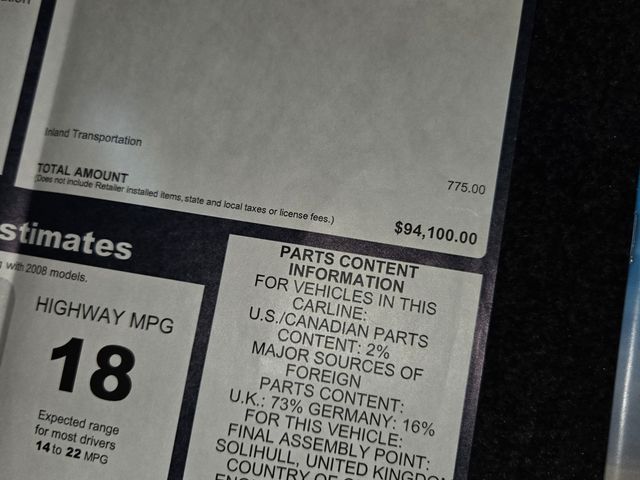 Inland Transportation 775.00
TOTAL AMOUNT $94,100.00
(Does not include Retailer installed items, state and local taxes or license fees.)
stimates
with 2008 models.
HIGHWAY MPG
18
Expected range
for most drivers
14 to 22 MPG
PARTS CONTENT
INFORMATION
FOR VEHICLES IN THIS
CARLINE:
U.S./CANADIAN PARTS
CONTENT: 2%
MAJOR SOURCES OF
FOREIGN
PARTS CONTENT:
U.K.: 73% GERMANY: 16%
FOR THIS VEHICLE:
FINAL ASSEMBLY POINT:
SOLIHULL, UNITED KINGDO
COUNTRY OF